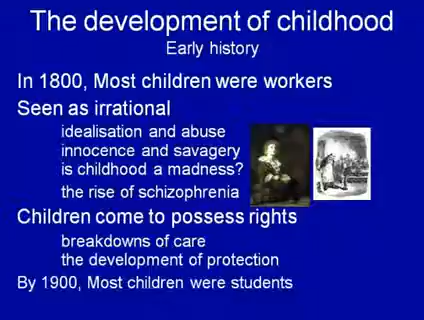 The development of childhood
Early history
In 1800, Most children were workers
Seen as irrational
idealisation and abuse
innocence and savagery
is childhood a madness?
the rise of schizophrenia
Children come to possess rights
breakdowns of care
the development of protection
By 1900, Most children were students